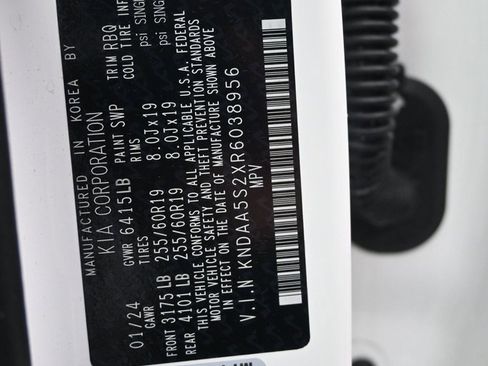 MANUFACTURED IN KOREA BY
KIA CORPORATION
01/24 GVWR 6415LB PAINT SWP TRIM RBQ
GAWR TIRES RIMS COLD TIRE INF
FRONT 3175LB 255/60R19 8.0Jx19 psi SING
REAR 4101LB 255/60R19 8.0Jx19 psi SING
THIS VEHICLE CONFORMS TO ALL APPLICABLE U.S.A. FEDERAL
MOTOR VEHICLE SAFETY AND THEFT PREVENTION STANDARDS
IN EFFECT ON THE DATE OF MANUFACTURE SHOWN ABOVE
V.I.N KNDAA5S2XR6038956
MPV